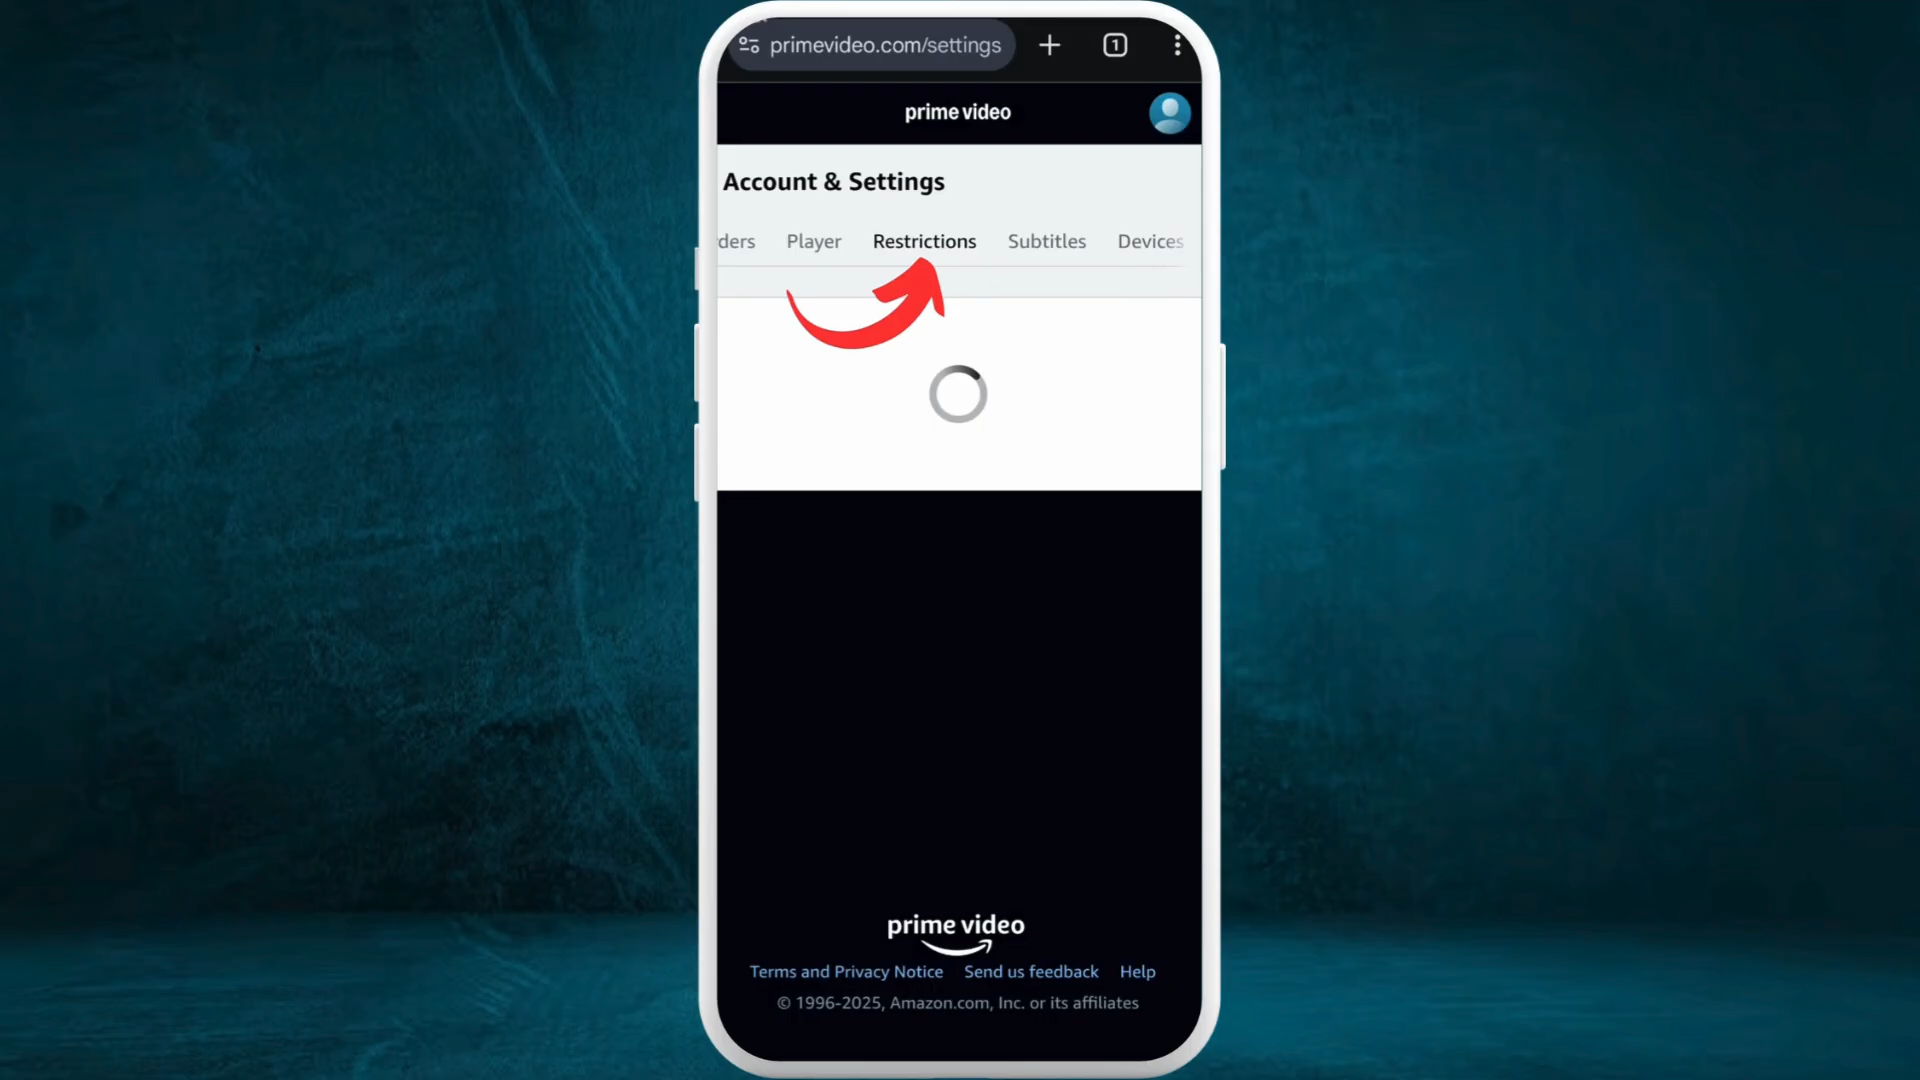 primevideo.com/settings 1
prime video
Account & Settings
ders Player Restrictions Subtitles Devices
prime video
Terms and Privacy Notice Send us feedback Help
© 1996-2025, Amazon.com, Inc. or its affiliates